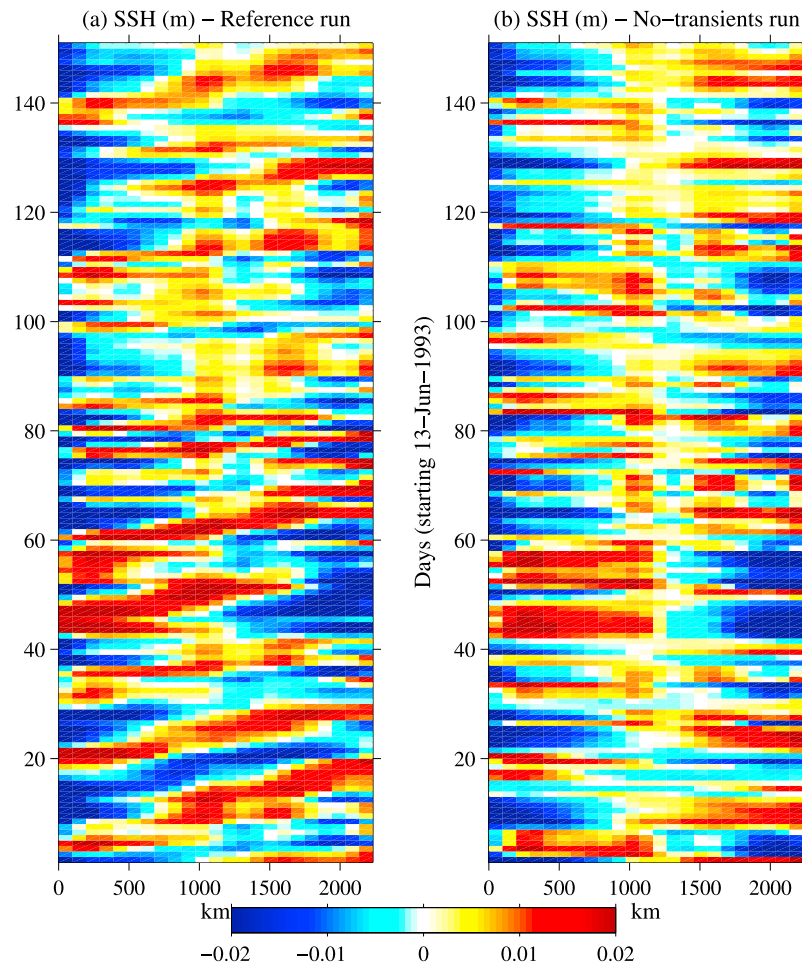 (a) SSH (m) – Reference run
(b) SSH (m) – No–transients run
140
120
100
80
60
40
20
0 500 1000 1500 2000
Days (starting 13–Jun–1993)
140
120
100
80
60
40
20
0 500 1000 1500 2000
km
km
−0.02 −0.01 0 0.01 0.02